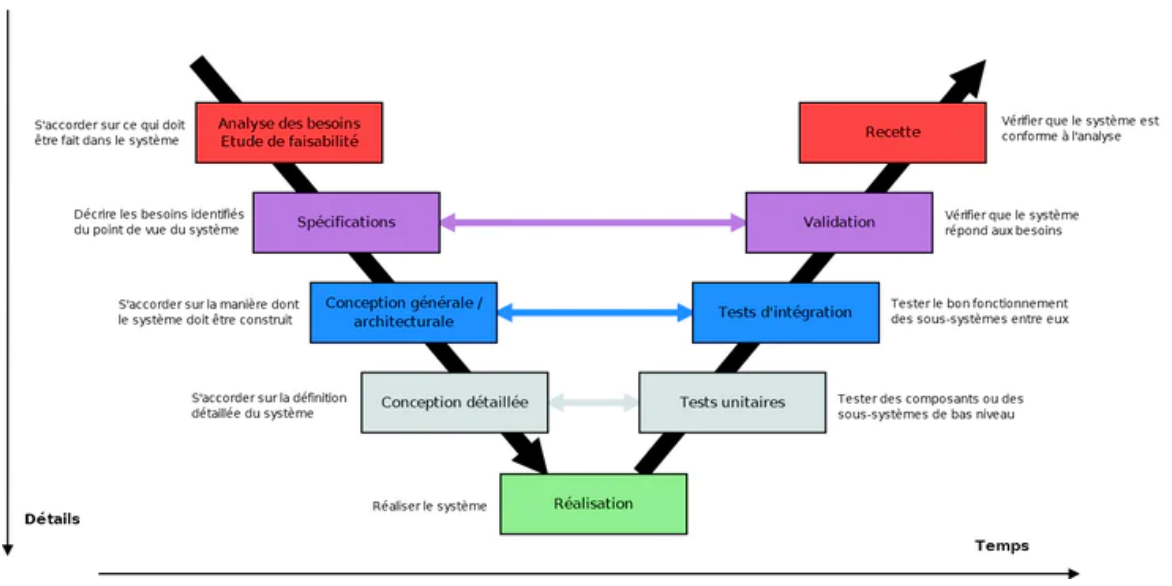 S'accorder sur ce qui doit
être fait dans le système
Analyse des besoins
Etude de faisabilité
Recette
Vérifier que le système est
conforme à l'analyse
Décrire les besoins identifiés
du point de vue du système
Spécifications
Validation
Vérifier que le système
répond aux besoins
S'accorder sur la manière dont
le système doit être construit
Conception générale /
architecturale
Tests d'intégration
Tester le bon fonctionnement
des sous-systèmes entre eux
S'accorder sur la définition
détaillée du système
Conception détaillée
Tests unitaires
Tester des composants ou des
sous-systèmes de bas niveau
Réaliser le système
Réalisation
Détails
Temps